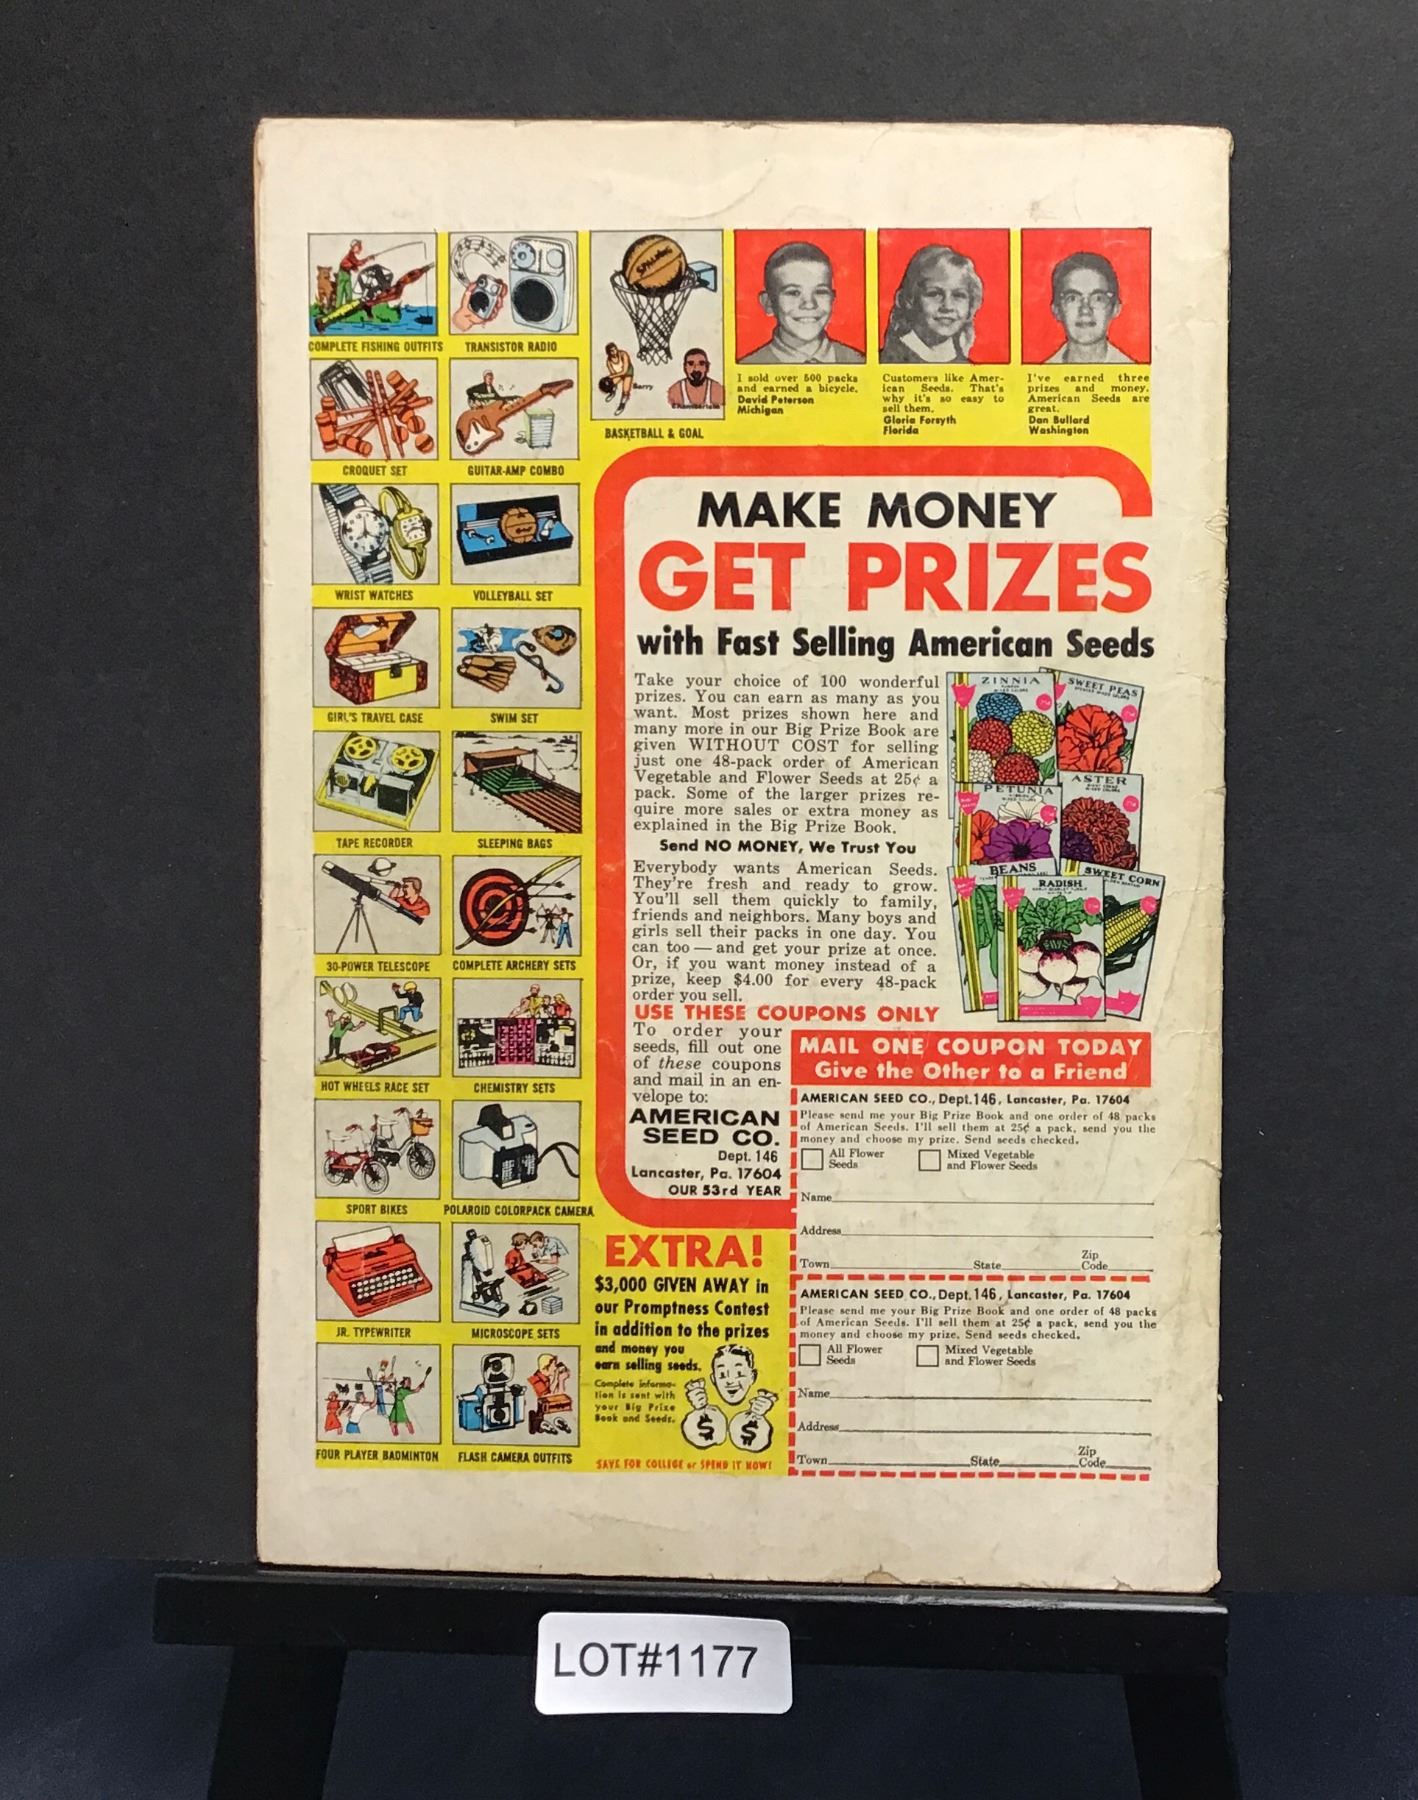 COMPLETE FISHING OUTFITS
TRANSISTOR RADIO
SPALDING
Barry
Chamberlain
BASKETBALL & GOAL
CROQUET SET
GUITAR-AMP COMBO
WRIST WATCHES
VOLLEYBALL SET
GIRL'S TRAVEL CASE
SWIM SET
TAPE RECORDER
SLEEPING BAGS
30-POWER TELESCOPE
COMPLETE ARCHERY SETS
HOT WHEELS RACE SET
CHEMISTRY SETS
SPORT BIKES
POLAROID COLORPACK CAMERA
JR. TYPEWRITER
MICROSCOPE SETS
FOUR PLAYER BADMINTON
FLASH CAMERA OUTFITS
I sold over 500 packs
and earned a bicycle.
David Peterson
Michigan
Customers like Amer-
ican Seeds. That's
why it's so easy to
sell them.
Gloria Forsyth
Florida
I've earned three
prizes and money.
American Seeds are
great.
Dan Bullard
Washington
MAKE MONEY
GET PRIZES
with Fast Selling American Seeds
Take your choice of 100 wonderful
prizes. You can earn as many as you
want. Most prizes shown here and
many more in our Big Prize Book are
given WITHOUT COST for selling
just one 48-pack order of American
Vegetable and Flower Seeds at 25¢ a
pack. Some of the larger prizes re-
quire more sales or extra money as
explained in the Big Prize Book.
Send NO MONEY, We Trust You
Everybody wants American Seeds.
They're fresh and ready to grow.
You'll sell them quickly to family,
friends and neighbors. Many boys and
girls sell their packs in one day. You
can too — and get your prize at once.
Or, if you want money instead of a
prize, keep $4.00 for every 48-pack
order you sell.
ZINNIA
SWEET PEAS
PETUNIA
ASTER
BEANS
RADISH
SWEET CORN
USE THESE COUPONS ONLY
To order your
seeds, fill out one
of these coupons
and mail in an en-
velope to:
AMERICAN
SEED CO.
Dept. 146
Lancaster, Pa. 17604
OUR 53rd YEAR
MAIL ONE COUPON TODAY
Give the Other to a Friend
AMERICAN SEED CO., Dept. 146, Lancaster, Pa. 17604
Please send me your Big Prize Book and one order of 48 packs
of American Seeds. I'll sell them at 25¢ a pack, send you the
money and choose my prize. Send seeds checked.
All Flower
Seeds
Mixed Vegetable
and Flower Seeds
Name
Address
Town State Zip
Code
AMERICAN SEED CO., Dept. 146, Lancaster, Pa. 17604
Please send me your Big Prize Book and one order of 48 packs
of American Seeds. I'll sell them at 25¢ a pack, send you the
money and choose my prize. Send seeds checked.
All Flower
Seeds
Mixed Vegetable
and Flower Seeds
Name
Address
Town State Zip
Code
EXTRA!
$3,000 GIVEN AWAY in
our Promptness Contest
in addition to the prizes
and money you
earn selling seeds.
Complete informa-
tion is sent with
your Big Prize
Book and Seeds.
$ $
SAVE FOR COLLEGE or SPEND IT NOW!
LOT#1177